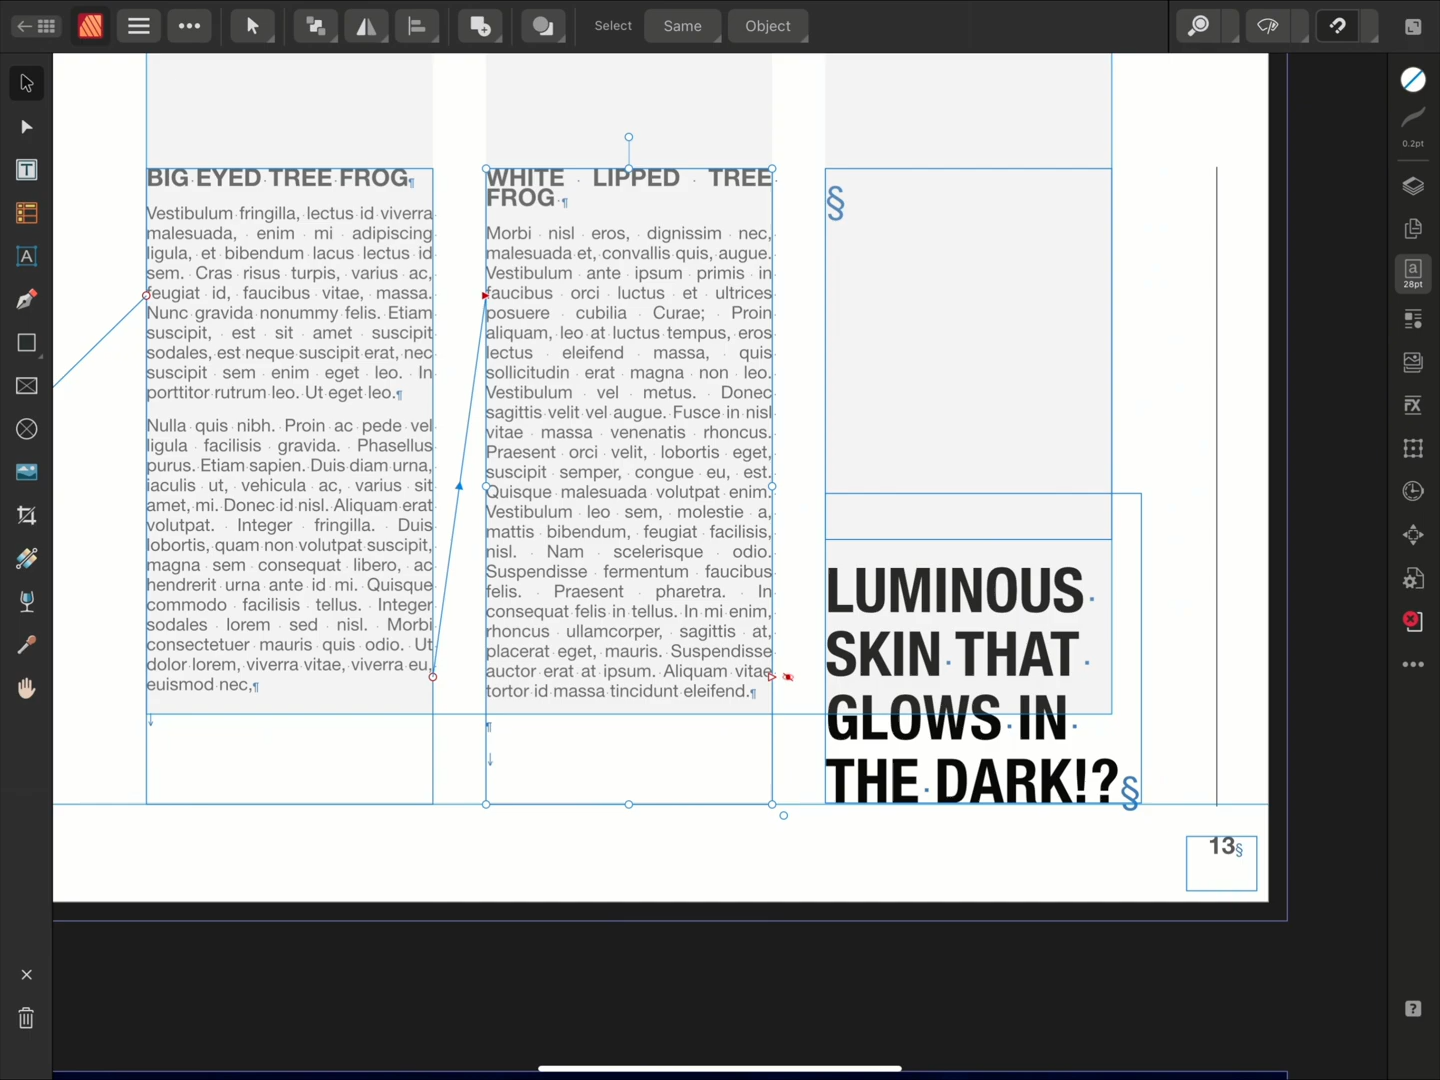 Select
Same
Object
0.2pt
a
28pt
T
A
FX
?
BIG EYED TREE FROG¶
Vestibulum fringilla, lectus id viverra
malesuada, enim mi adipiscing
ligula, et bibendum lacus lectus id
sem. Cras risus turpis, varius ac,
feugiat id, faucibus vitae, massa.
Nunc gravida nonummy felis. Etiam
suscipit, est sit amet suscipit
sodales, est neque suscipit erat, nec
suscipit sem enim eget leo. In
porttitor rutrum leo. Ut eget leo.¶
Nulla quis nibh. Proin ac pede vel
ligula facilisis gravida. Phasellus
purus. Etiam sapien. Duis diam urna,
iaculis ut, vehicula ac, varius sit
amet, mi. Donec id nisl. Aliquam erat
volutpat. Integer fringilla. Duis
lobortis, quam non volutpat suscipit,
magna sem consequat libero, ac
hendrerit urna ante id mi. Quisque
commodo facilisis tellus. Integer
sodales lorem sed nisl. Morbi
consectetuer mauris quis odio. Ut
dolor lorem, viverra vitae, viverra eu,
euismod nec,¶
WHITE LIPPED TREE
FROG ¶
Morbi nisl eros, dignissim nec,
malesuada et, convallis quis, augue.
Vestibulum ante ipsum primis in
faucibus orci luctus et ultrices
posuere cubilia Curae; Proin
aliquam, leo at luctus tempus, eros
lectus eleifend massa, quis
sollicitudin erat magna non leo.
Vestibulum vel metus. Donec
sagittis velit vel augue. Fusce in nisl
vitae massa venenatis rhoncus.
Praesent orci velit, lobortis eget,
suscipit semper, congue eu, est.
Quisque malesuada volutpat enim.
Vestibulum leo sem, molestie a,
mattis bibendum, feugiat facilisis,
nisl. Nam scelerisque odio.
Suspendisse fermentum faucibus
felis. Praesent pharetra. In
consequat felis in tellus. In mi enim,
rhoncus ullamcorper, sagittis at,
placerat eget, mauris. Suspendisse
auctor erat at ipsum. Aliquam vitae
tortor id massa tincidunt eleifend.¶
¶
§
LUMINOUS
SKIN THAT
GLOWS IN
THE DARK!?§
13§